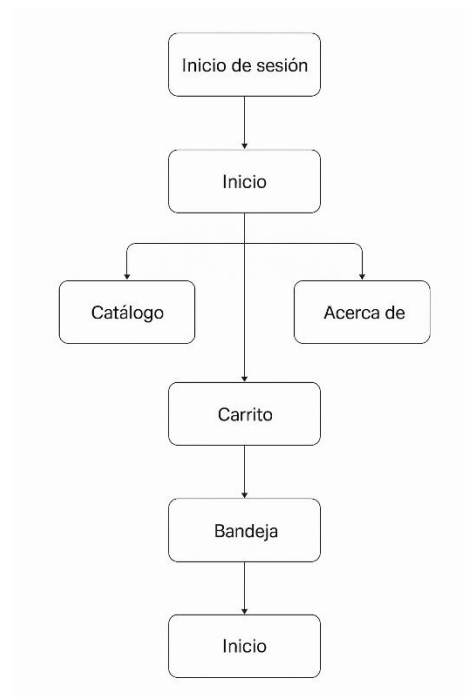 Inicio de sesión
Inicio
Catálogo
Acerca de
Carrito
Bandeja
Inicio